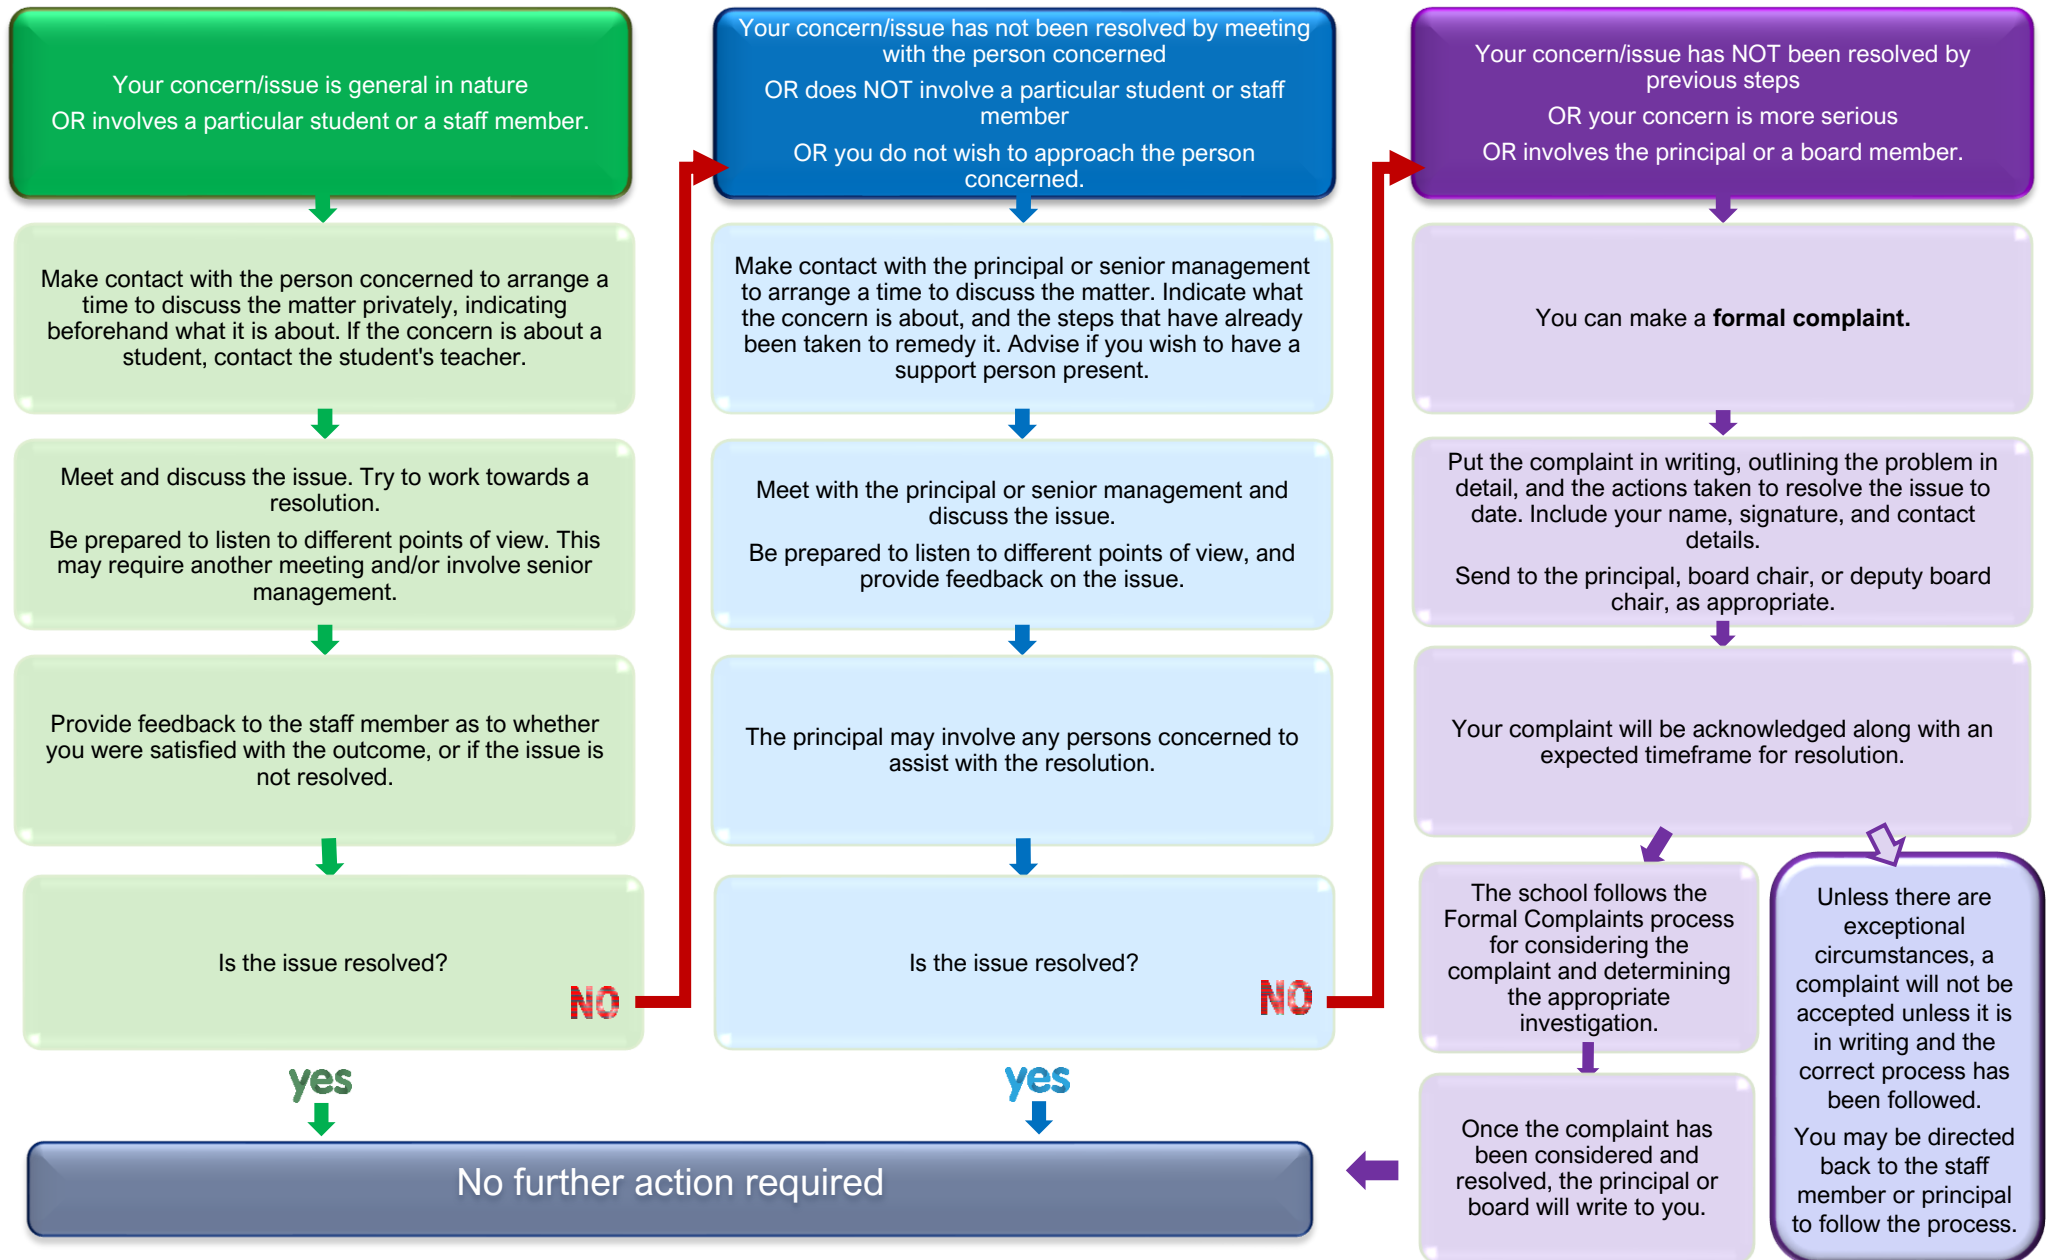 Your concern/issue is general in nature
OR involves a particular student or a staff member.
Make contact with the person concerned to arrange a
time to discuss the matter privately, indicating
beforehand what it is about. If the concern is about a
student, contact the student's teacher.
Meet and discuss the issue. Try to work towards a
resolution.
Be prepared to listen to different points of view. This
may require another meeting and/or involve senior
management.
Provide feedback to the staff member as to whether
you were satisfied with the outcome, or if the issue is
not resolved.
Is the issue resolved?
NO
yes
Your concern/issue has not been resolved by meeting
with the person concerned
OR does NOT involve a particular student or staff
member
OR you do not wish to approach the person
concerned.
Make contact with the principal or senior management
to arrange a time to discuss the matter. Indicate what
the concern is about, and the steps that have already
been taken to remedy it. Advise if you wish to have a
support person present.
Meet with the principal or senior management and
discuss the issue.
Be prepared to listen to different points of view, and
provide feedback on the issue.
The principal may involve any persons concerned to
assist with the resolution.
Is the issue resolved?
NO
yes
Your concern/issue has NOT been resolved by
previous steps
OR your concern is more serious
OR involves the principal or a board member.
You can make a formal complaint.
Put the complaint in writing, outlining the problem in
detail, and the actions taken to resolve the issue to
date. Include your name, signature, and contact
details.
Send to the principal, board chair, or deputy board
chair, as appropriate.
Your complaint will be acknowledged along with an
expected timeframe for resolution.
The school follows the
Formal Complaints process
for considering the
complaint and determining
the appropriate
investigation.
Once the complaint has
been considered and
resolved, the principal or
board will write to you.
Unless there are
exceptional
circumstances, a
complaint will not be
accepted unless it is
in writing and the
correct process has
been followed.
You may be directed
back to the staff
member or principal
to follow the process.
No further action required